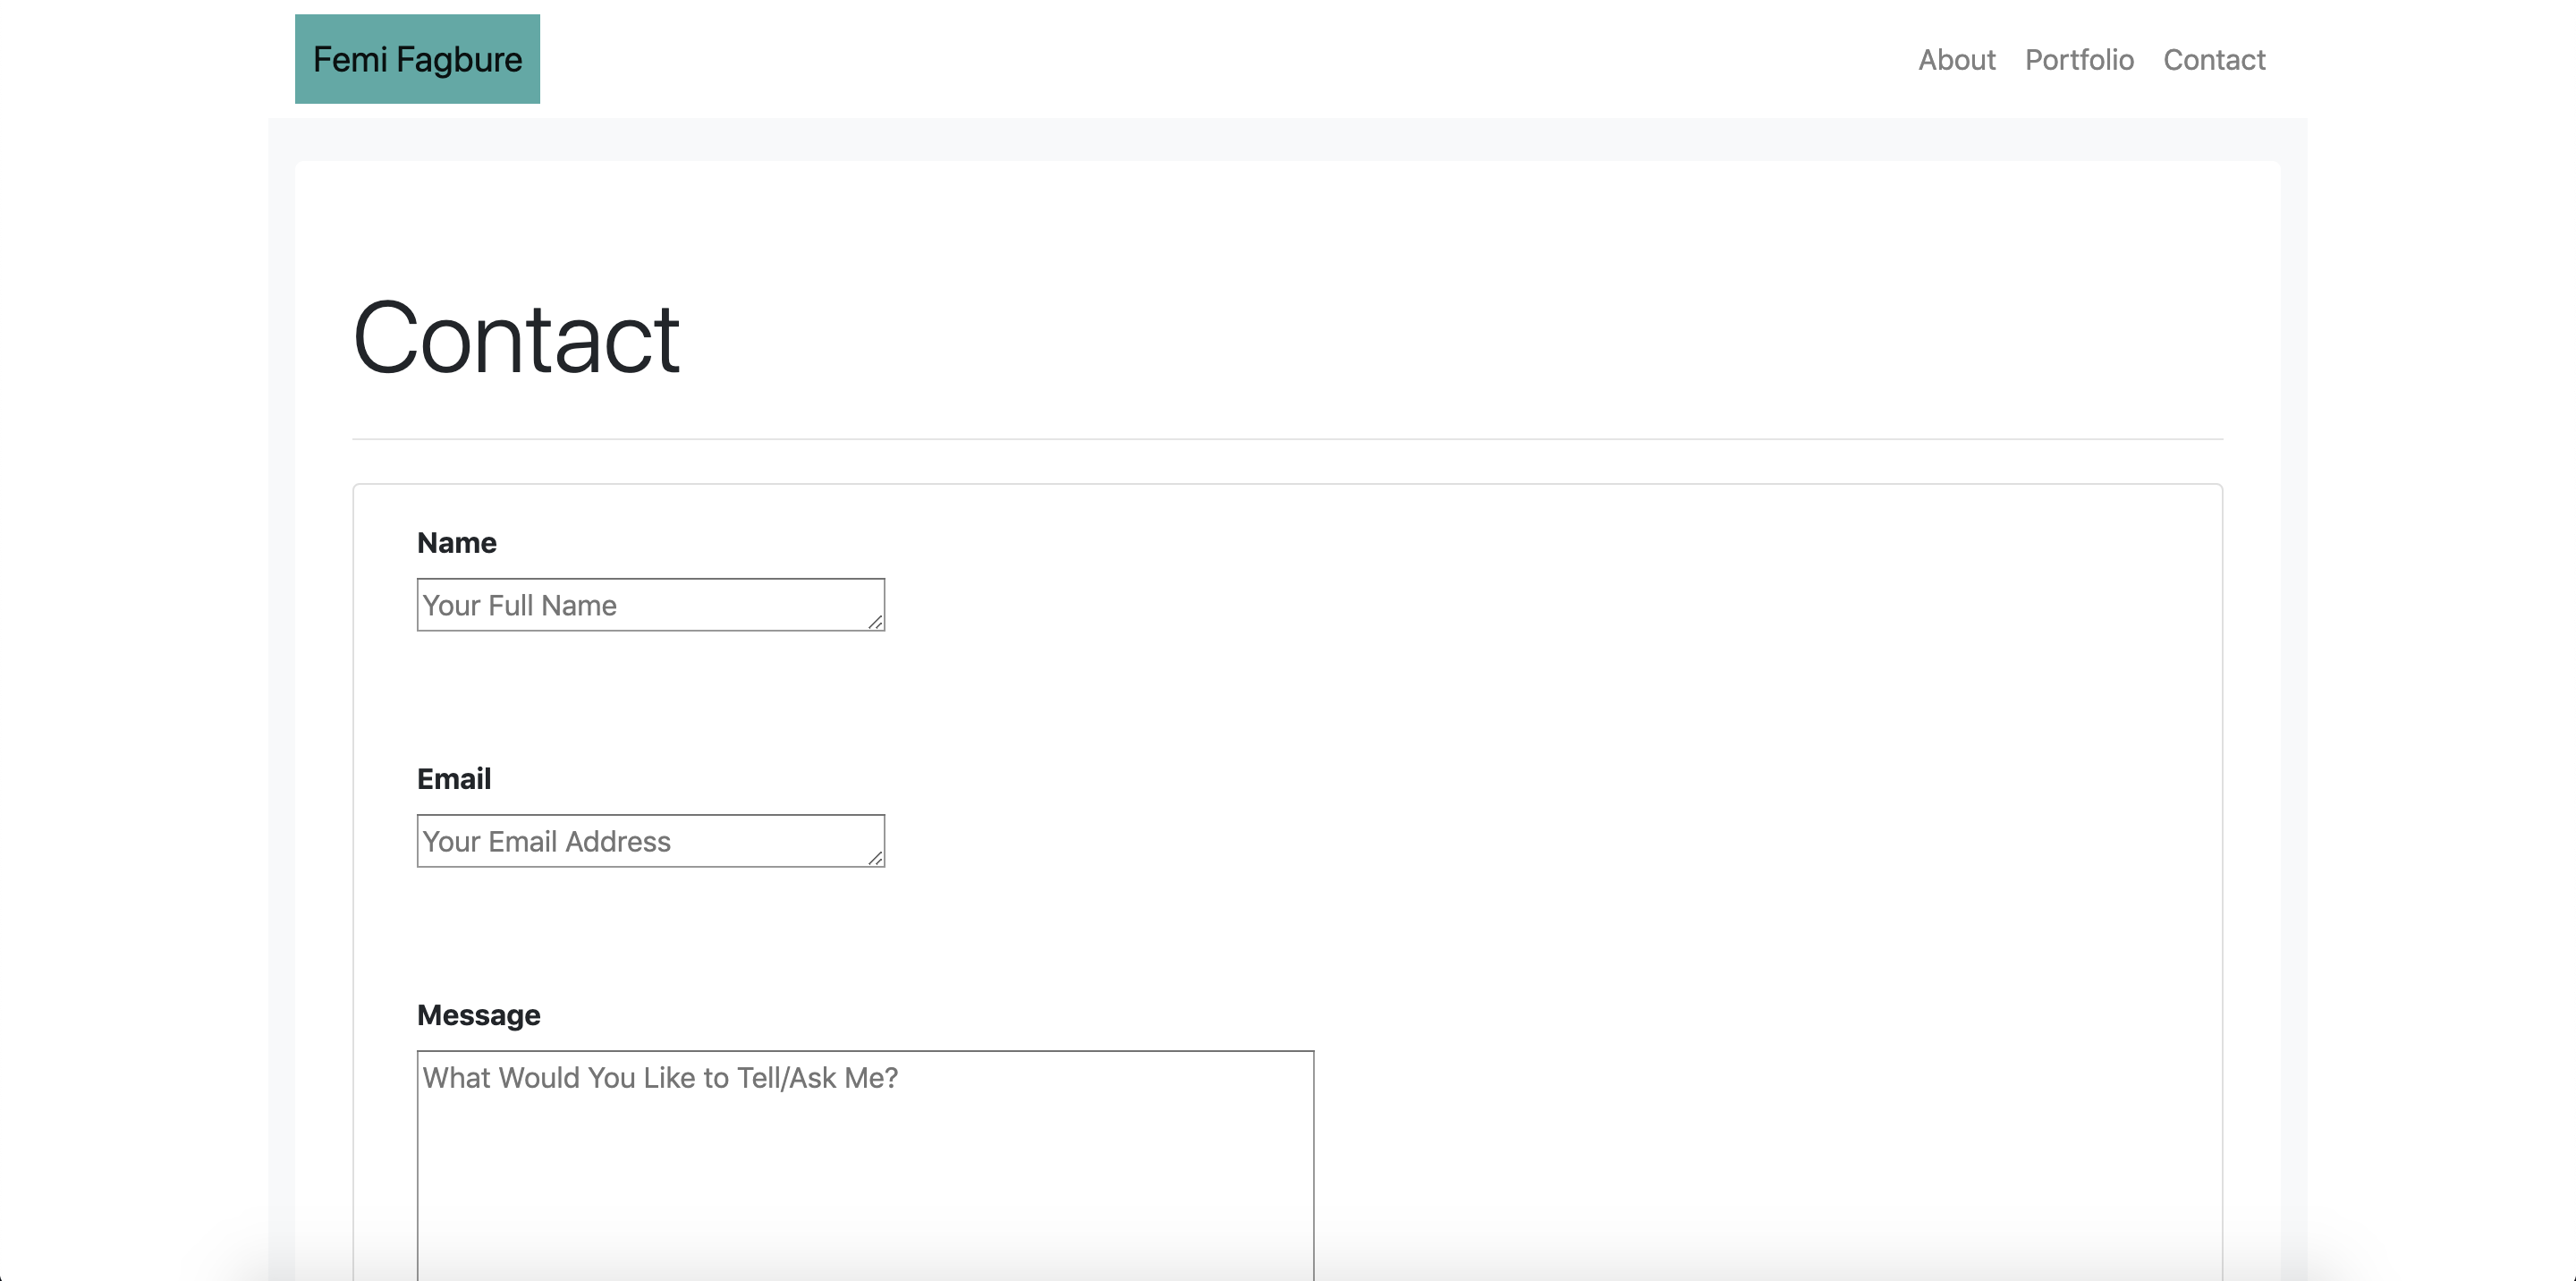 Femi Fagbure
About Portfolio Contact
Contact
Name
Your Full Name
Email
Your Email Address
Message
What Would You Like to Tell/Ask Me?